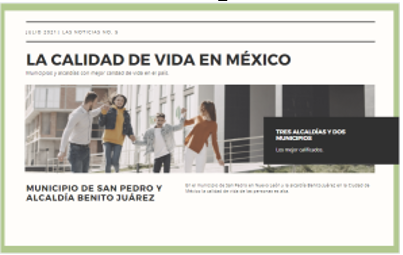 JULIO 2021 | LAS NOTICIAS NO. 5
LA CALIDAD DE VIDA EN MÉXICO
Municipios y alcaldías con mejor calidad de vida en el país.
TRES ALCALDÍAS Y DOS
MUNICIPIOS
Los mejor calificados.
MUNICIPIO DE SAN PEDRO Y
ALCALDÍA BENITO JUÁREZ
En el municipio de San Pedro en Nuevo León y la alcaldía Benito Juárez en la Ciudad de
México la calidad de vida de las personas es alta.